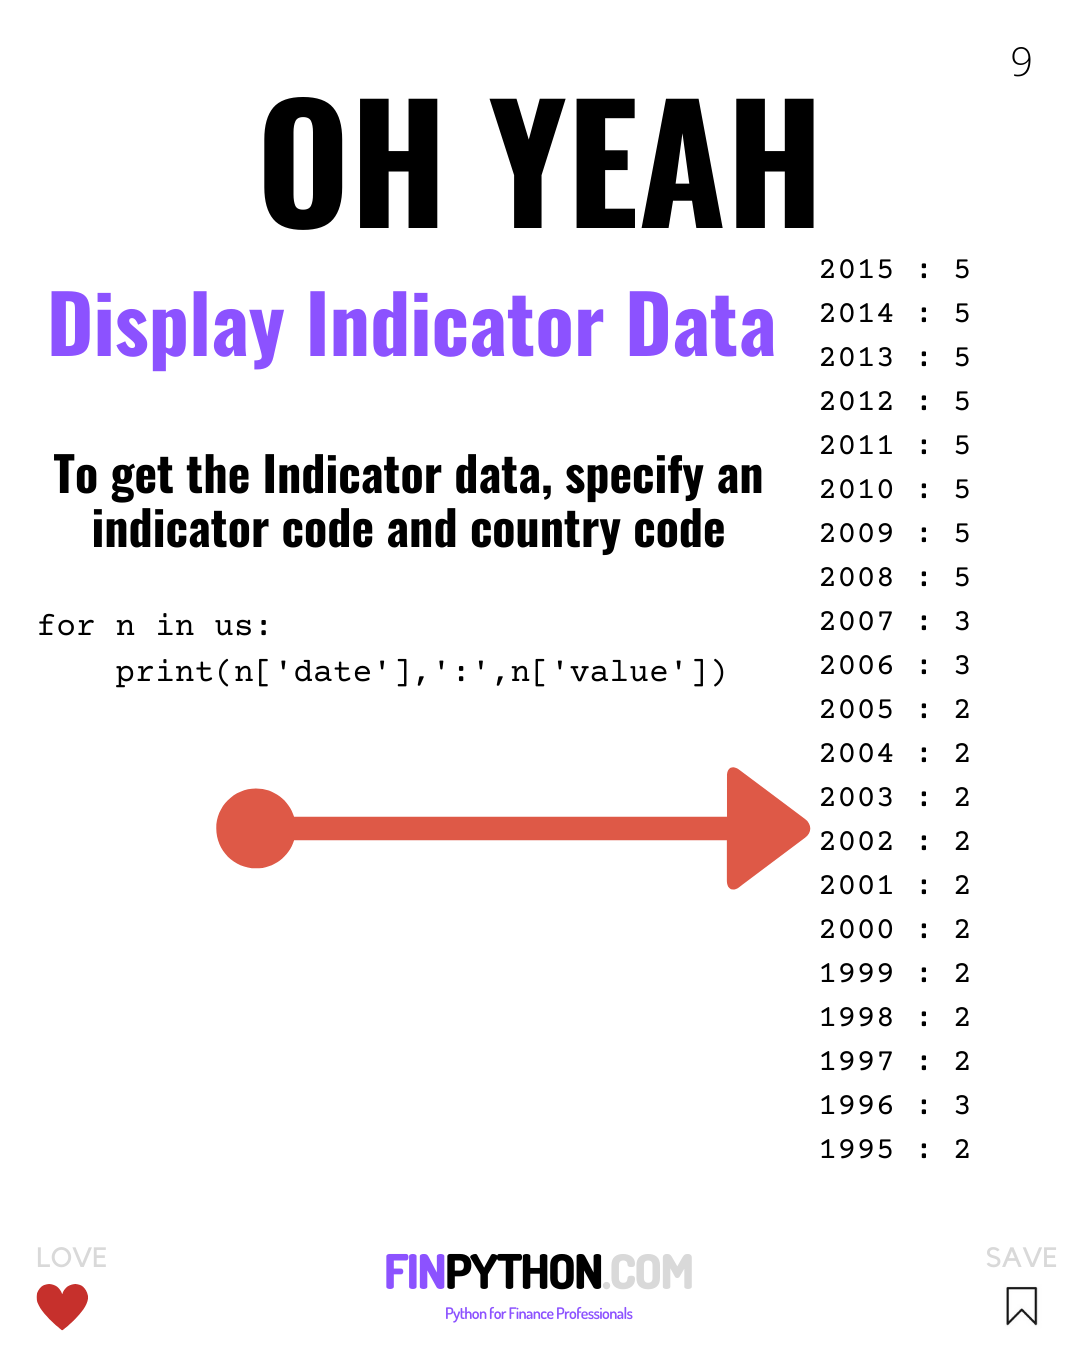 9
OH YEAH
Display Indicator Data
To get the Indicator data, specify an
indicator code and country code
for n in us:
    print(n['date'],':',n['value'])
2015 : 5
2014 : 5
2013 : 5
2012 : 5
2011 : 5
2010 : 5
2009 : 5
2008 : 5
2007 : 3
2006 : 3
2005 : 2
2004 : 2
2003 : 2
2002 : 2
2001 : 2
2000 : 2
1999 : 2
1998 : 2
1997 : 2
1996 : 3
1995 : 2
LOVE
FINPYTHON.COM
Python for Finance Professionals
SAVE